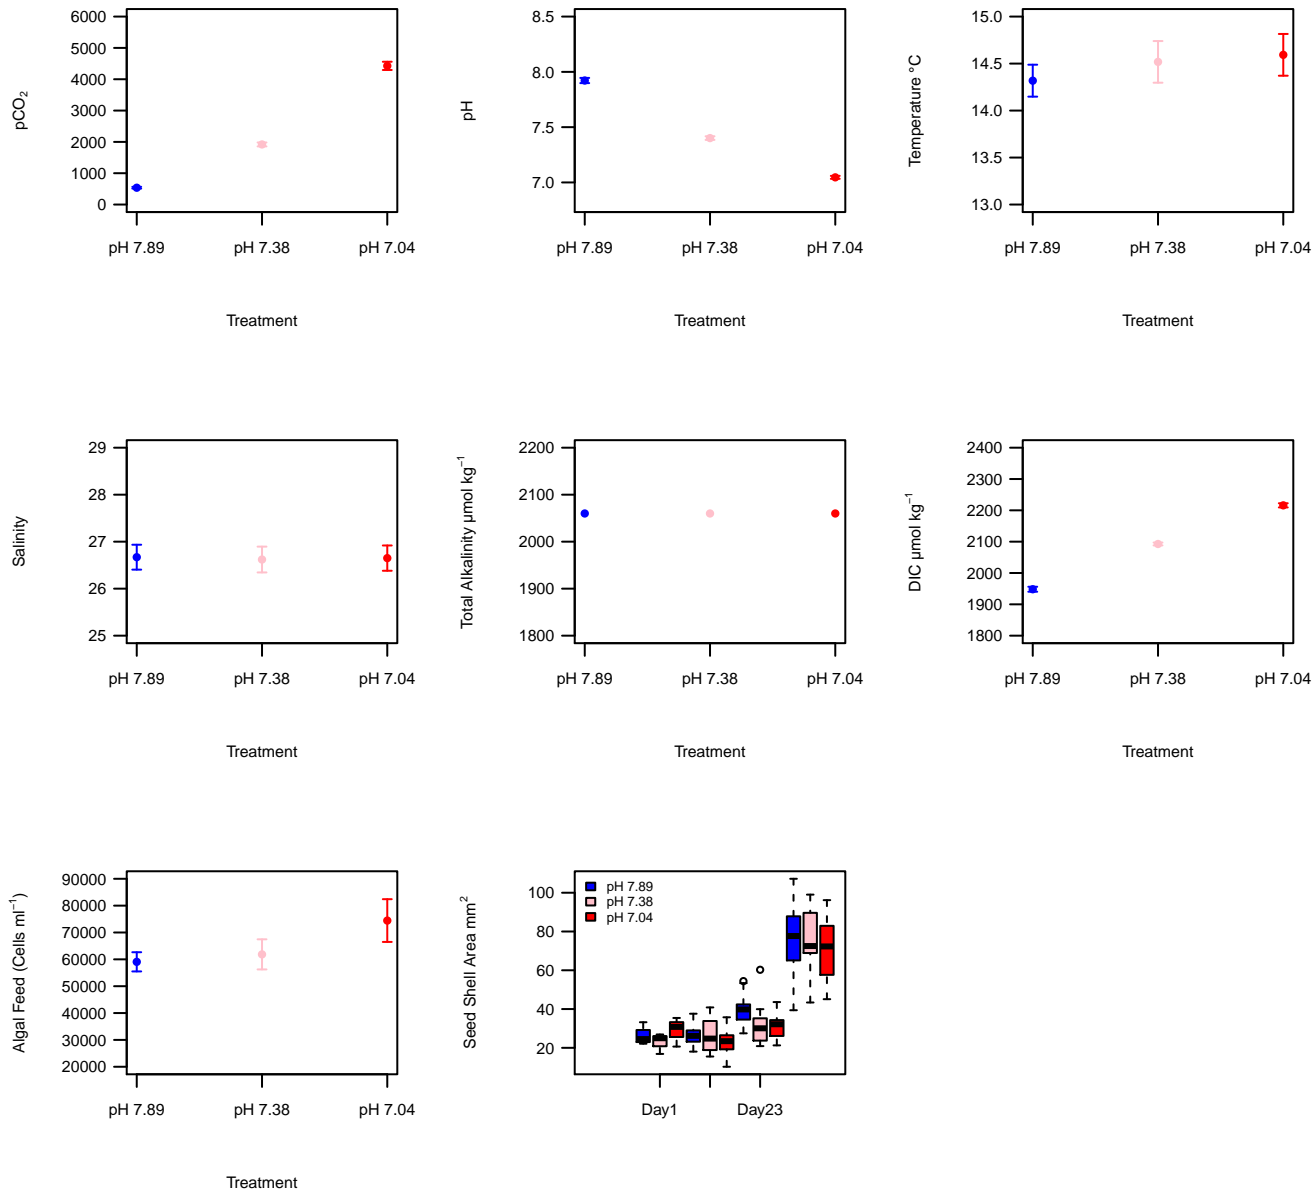 pCO₂
6000
5000
4000
3000
2000
1000
0
pH 7.89 pH 7.38 pH 7.04
Treatment
pH
8.5
8.0
7.5
7.0
pH 7.89 pH 7.38 pH 7.04
Treatment
Temperature °C
15.0
14.5
14.0
13.5
13.0
pH 7.89 pH 7.38 pH 7.04
Treatment
Salinity
29
28
27
26
25
pH 7.89 pH 7.38 pH 7.04
Treatment
Total Alkalinity µmol kg⁻¹
2200
2100
2000
1900
1800
pH 7.89 pH 7.38 pH 7.04
Treatment
DIC µmol kg⁻¹
2400
2300
2200
2100
2000
1900
1800
pH 7.89 pH 7.38 pH 7.04
Treatment
Algal Feed (Cells ml⁻¹)
90000
80000
70000
60000
50000
40000
30000
20000
pH 7.89 pH 7.38 pH 7.04
Treatment
Seed Shell Area mm²
100
80
60
40
20
pH 7.89
pH 7.38
pH 7.04
Day1 Day23